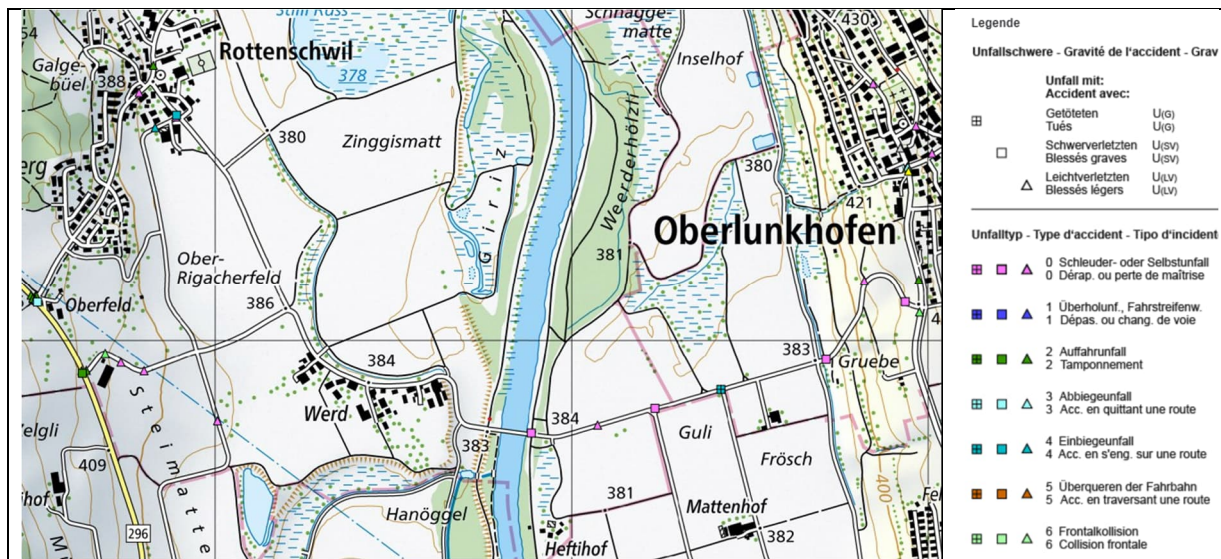 Still Rüss
Schnagge-
matte
430
54
Rottenschwil
Galge-
büel
388
378
Inselhof
380
Zinggismatt
Giriz
Weerderhölzli
380
erg
421
Oberlunkhofen
381
Ober-
Rigacherfeld
386
Oberfeld
384
383
Gruebe
Werd
384
Steimatte
elgli
383
Guli
409
Frösch
381
hof
Hanöggel
Mattenhof
400
296
Heftihof
382
Legende
Unfallschwere - Gravité de l'accident - Grav
Unfall mit:
Accident avec:
Getöteten U(G)
Tués U(G)
Schwerverletzten U(SV)
Blessés graves U(SV)
Leichtverletzten U(LV)
Blessés légers U(LV)
Unfalltyp - Type d'accident - Tipo d'incident
0 Schleuder- oder Selbstunfall
0 Dérap. ou perte de maîtrise
1 Überholunf., Fahrstreifenw.
1 Dépas. ou chang. de voie
2 Auffahrunfall
2 Tamponnement
3 Abbiegeunfall
3 Acc. en quittant une route
4 Einbiegeunfall
4 Acc. en s'eng. sur une route
5 Überqueren der Fahrbahn
5 Acc. en traversant une route
6 Frontalkollision
6 Collision frontale